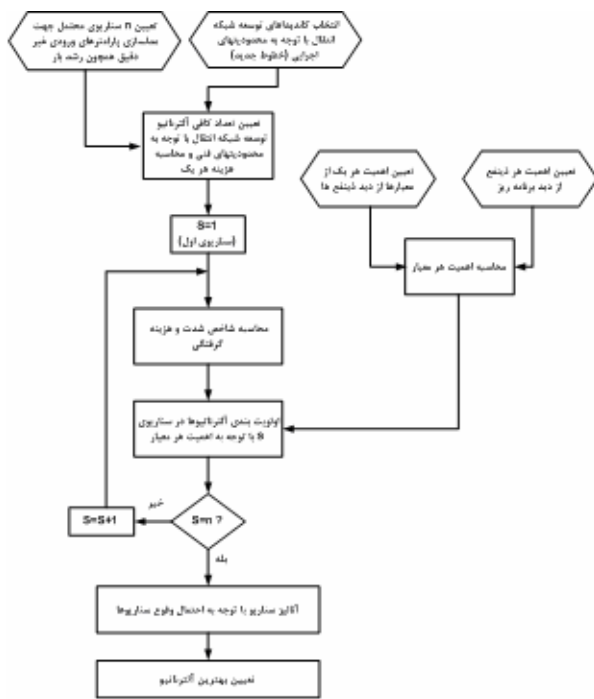 تعیین n سناریوی محتمل جهت
مدلسازی پارامترهای ورودی غیر
دقیق همچون رشد بار
انتخاب کاندیداهای توسعه شبکه
انتقال با توجه به محدودیتهای
اجرایی (خطوط جدید)
تعیین تعداد کافی آلترناتیو
توسعه شبکه انتقال با توجه به
محدودیتهای فنی و محاسبه
هزینه هر یک
تعیین اهمیت هر یک از
معیارها از دید ذینفع ها
تعیین اهمیت هر ذینفع
از دید برنامه ریز
S=1
(سناریوی اول)
محاسبه اهمیت هر معیار
محاسبه شاخص شدت و هزینه
گرفتگی
اولویت بندی آلترناتیوها در سناریوی
S با توجه به اهمیت هر معیار
S=n ?
خیر
S=S+1
بله
آنالیز سناریو با توجه به احتمال وقوع سناریوها
تعیین بهترین آلترناتیو